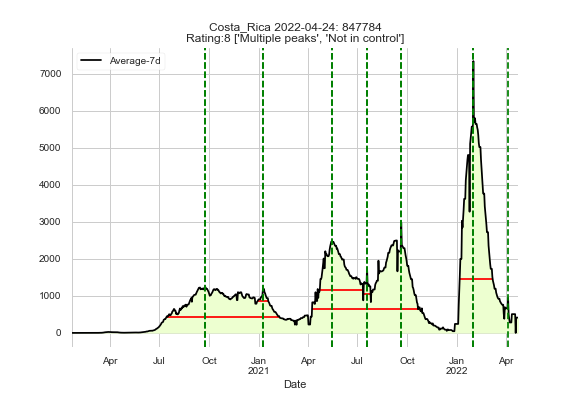 Costa_Rica 2022-04-24: 847784
Rating:8 ['Multiple peaks', 'Not in control']
Average-7d
7000
6000
5000
4000
3000
2000
1000
0
Apr Jul Oct Jan Apr Jul Oct Jan Apr
2021 2022
Date